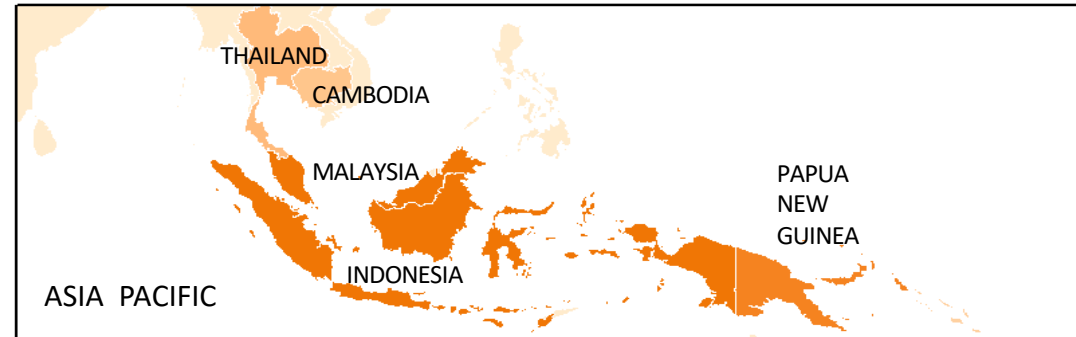 THAILAND
CAMBODIA
MALAYSIA
PAPUA
NEW
GUINEA
INDONESIA
ASIA PACIFIC